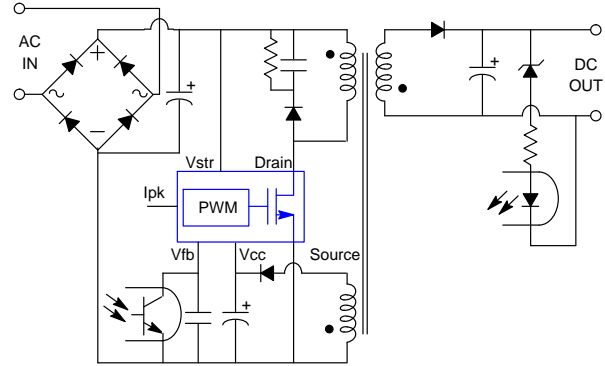 AC
IN
+
~
~
−
+
+
DC
OUT
Vstr
Drain
Ipk
PWM
Vfb
Vcc
Source
+